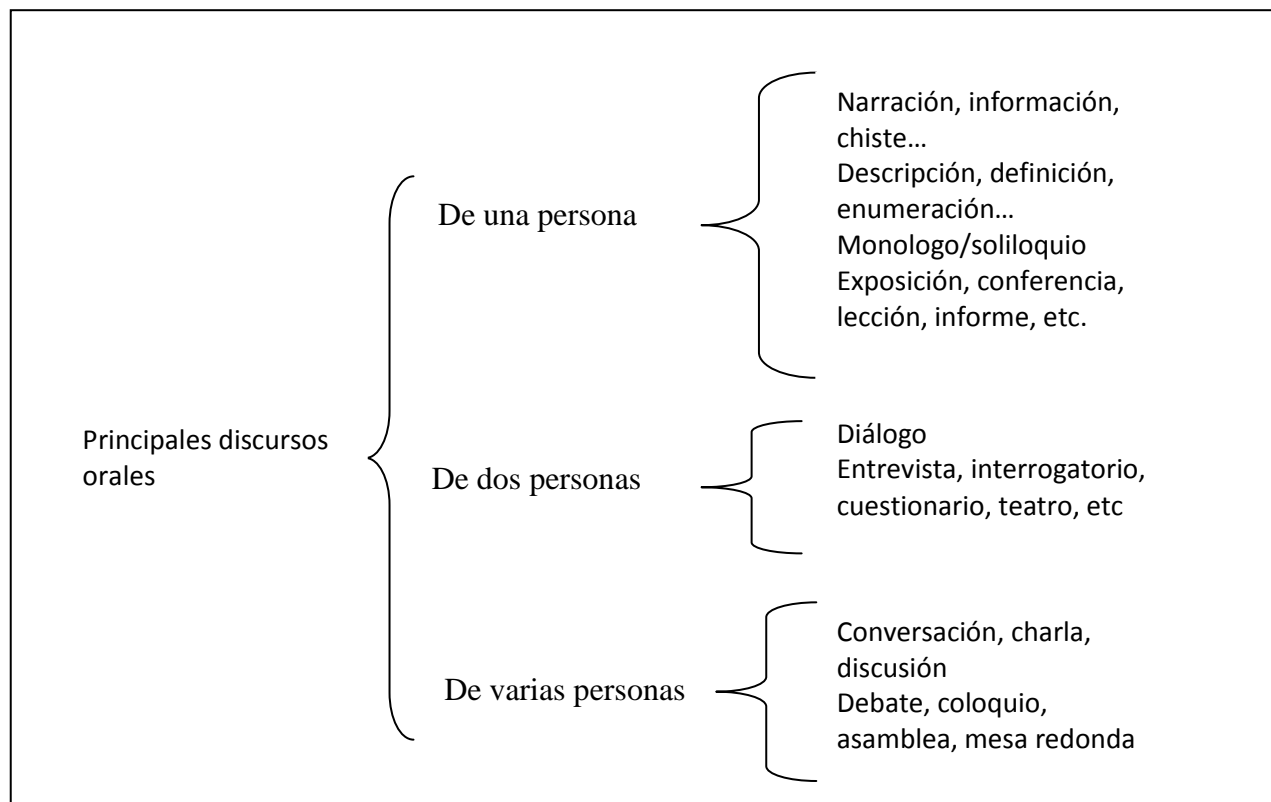 Principales discursos
orales
De una persona
Narración, información,
chiste…
Descripción, definición,
enumeración…
Monologo/soliloquio
Exposición, conferencia,
lección, informe, etc.
De dos personas
Diálogo
Entrevista, interrogatorio,
cuestionario, teatro, etc
De varias personas
Conversación, charla,
discusión
Debate, coloquio,
asamblea, mesa redonda